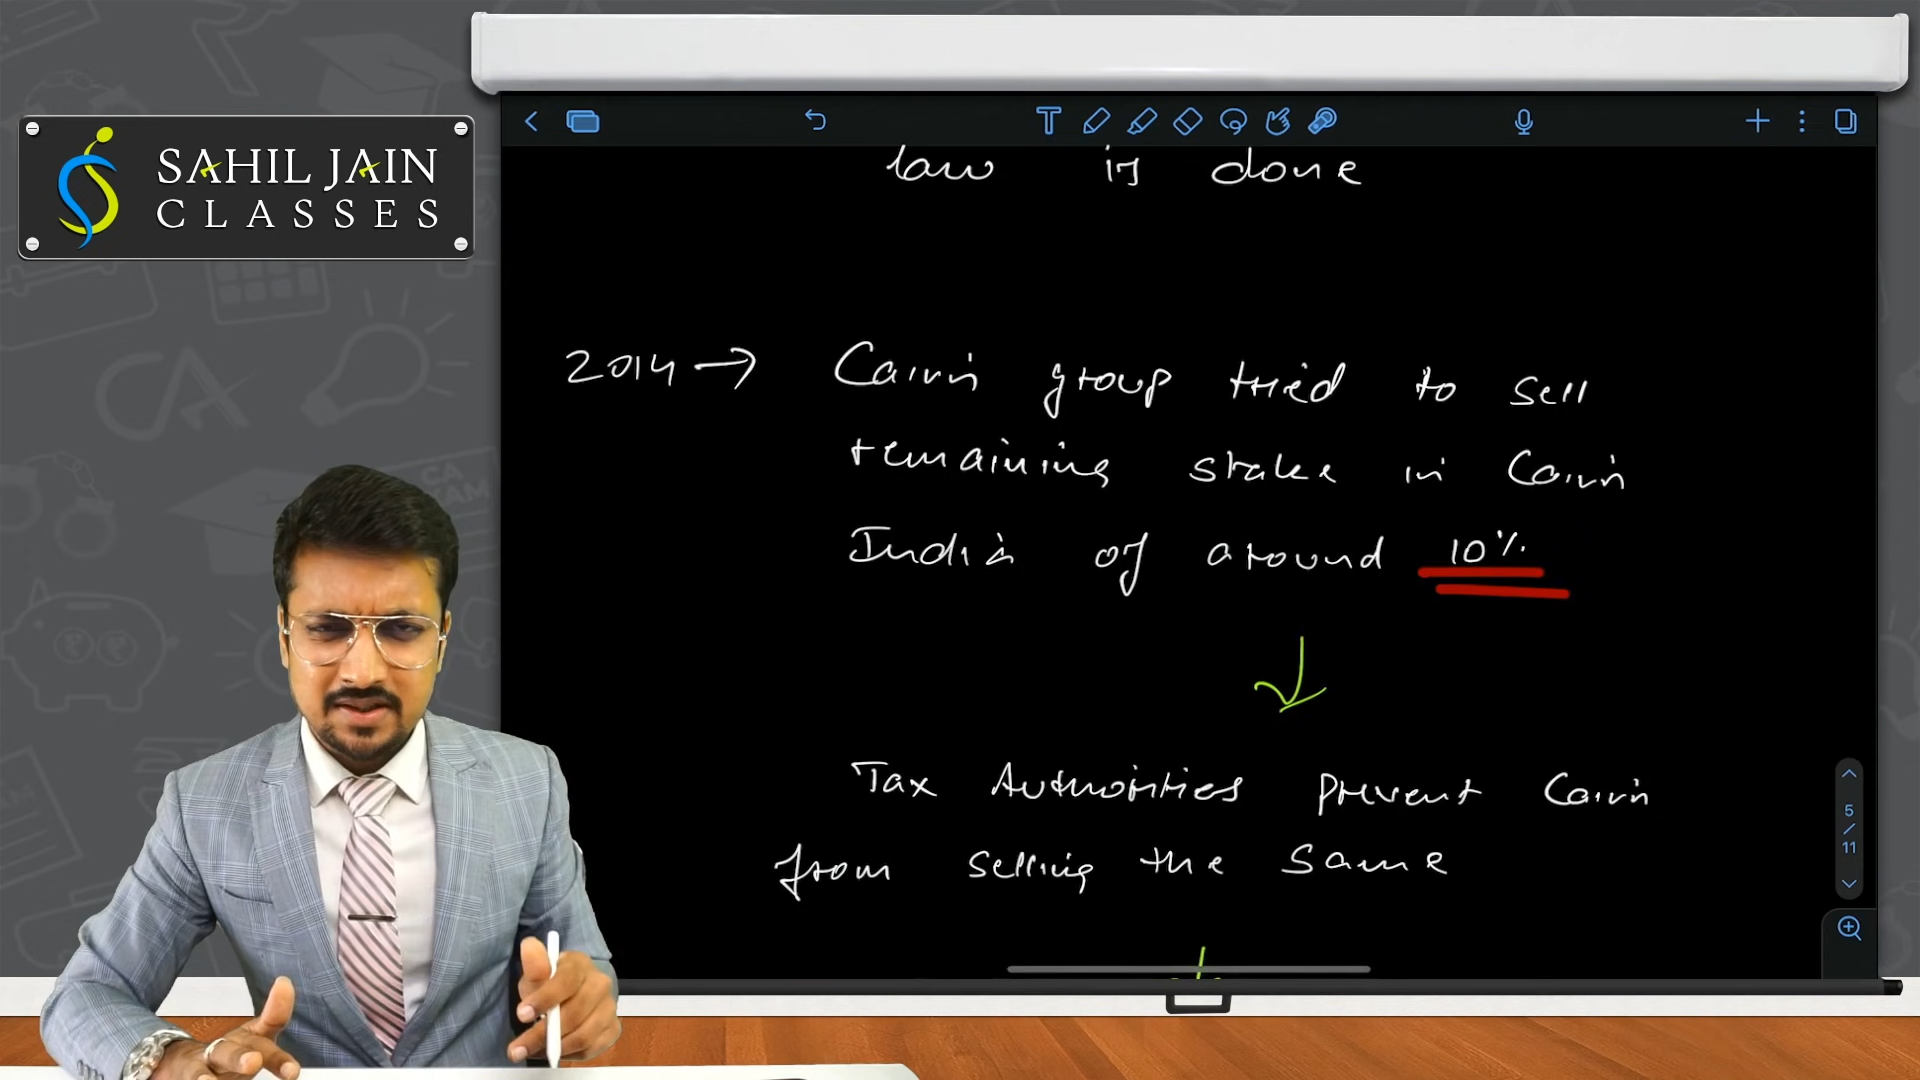 SAHIL JAIN
CLASSES
law is done
2014 → Cairn group tried to sell
remaining stake in Cairn
India of around 10%
Tax Authorities prevent Cairn
from selling the same
5
/
11